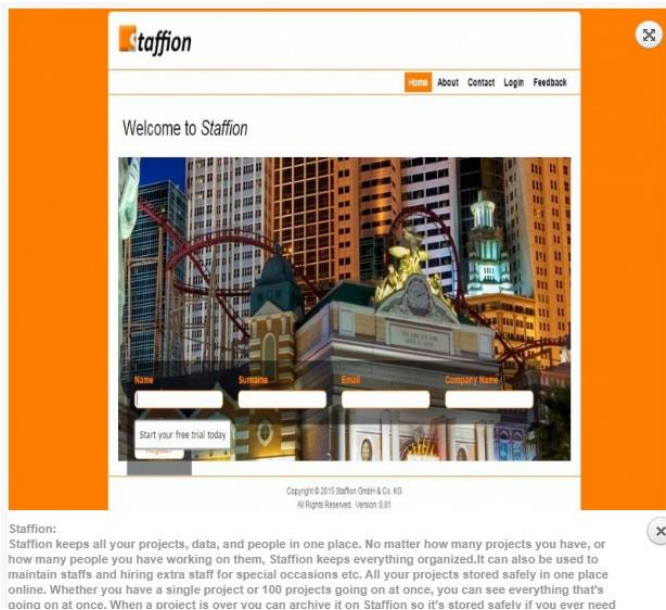 Staffion
Home About Contact Login Feedback
Welcome to Staffion
Name Surname Email Company Name
Start your free trial today
Register
Copyright © 2015 Staffion GmbH & Co. KG
All Rights Reserved. Version: 0.81
Staffion:
Staffion keeps all your projects, data, and people in one place. No matter how many projects you have, or
how many people you have working on them, Staffion keeps everything organized.It can also be used to
maintain staffs and hiring extra staff for special occasions etc. All your projects stored safely in one place
online. Whether you have a single project or 100 projects going on at once, you can see everything that's
going on at once. When a project is over you can archive it on Staffion so it's stored safely if you ever need